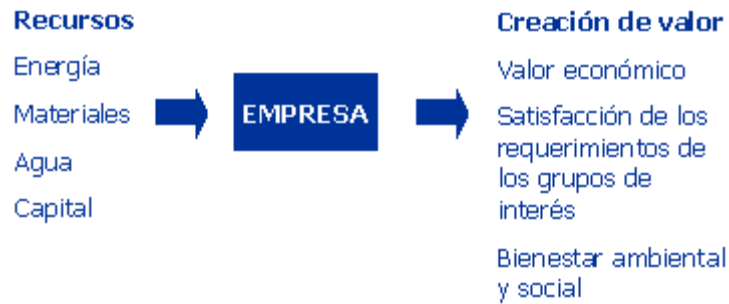 Recursos
Energía
Materiales
Agua
Capital
EMPRESA
Creación de valor
Valor económico
Satisfacción de los
requerimientos de
los grupos de
interés
Bienestar ambiental
y social